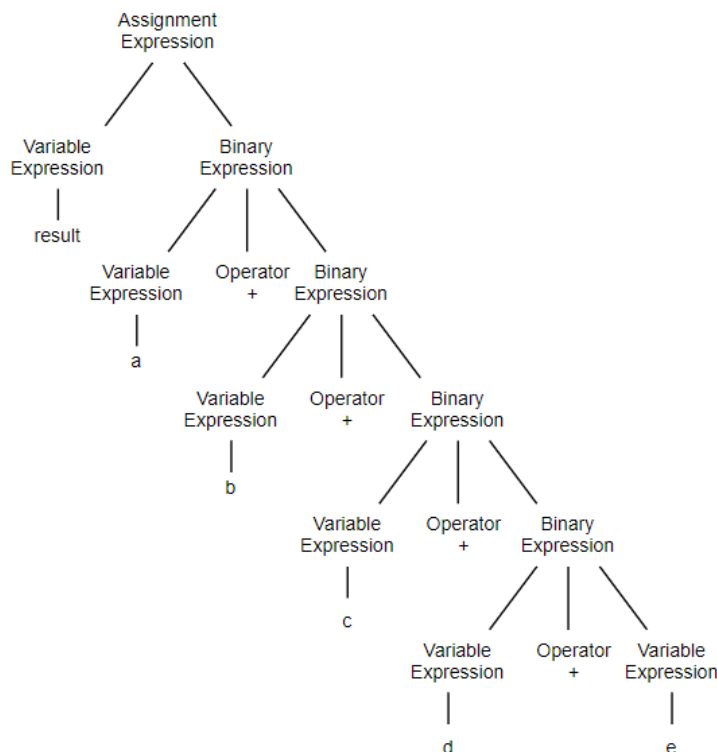 Assignment
Expression
Variable
Expression
Binary
Expression
result
Variable
Expression
Operator
+
Binary
Expression
a
Variable
Expression
Operator
+
Binary
Expression
b
Variable
Expression
Operator
+
Binary
Expression
c
Variable
Expression
Operator
+
Variable
Expression
d
e